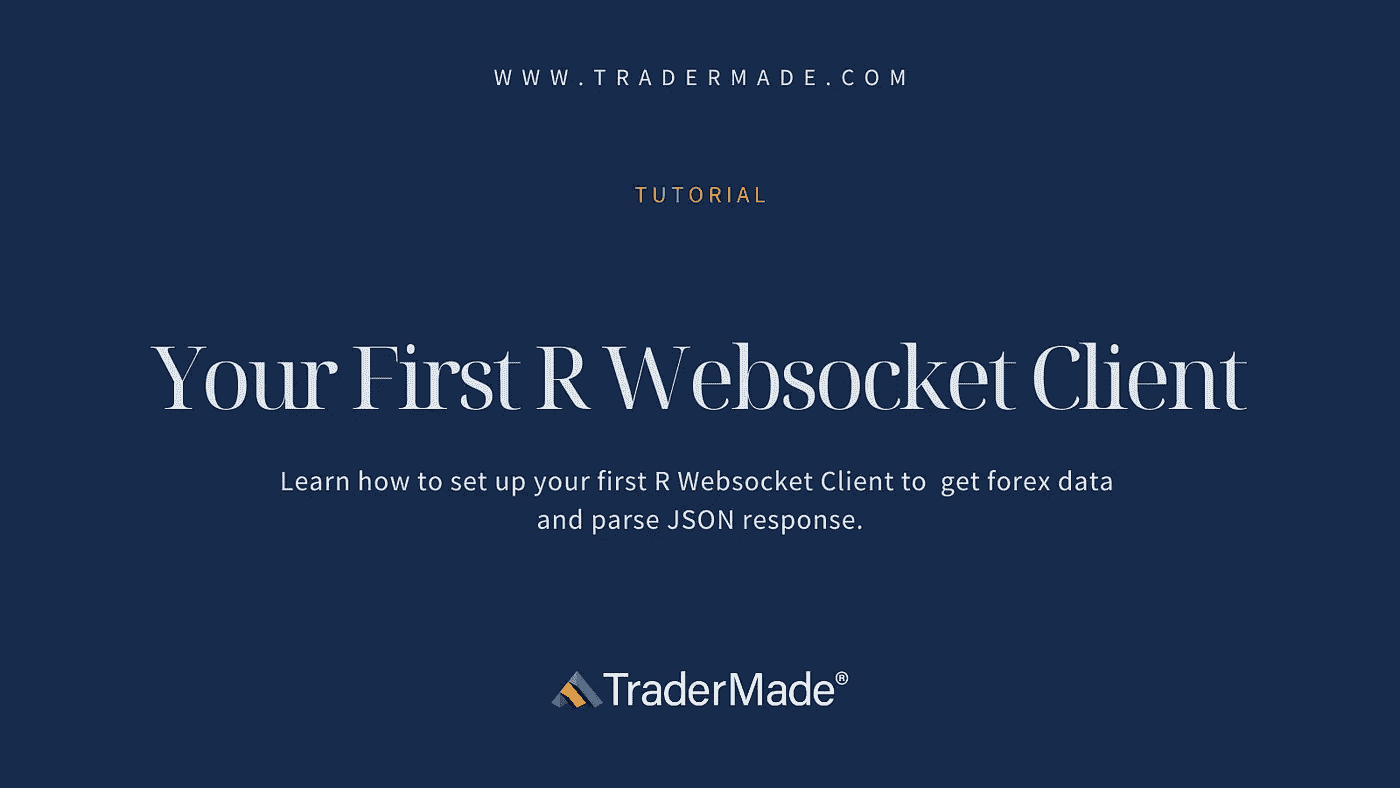 WWW.TRADERMADE.COM
TUTORIAL
Your First R Websocket Client
Learn how to set up your first R Websocket Client to  get forex data
and parse JSON response.
TraderMade®